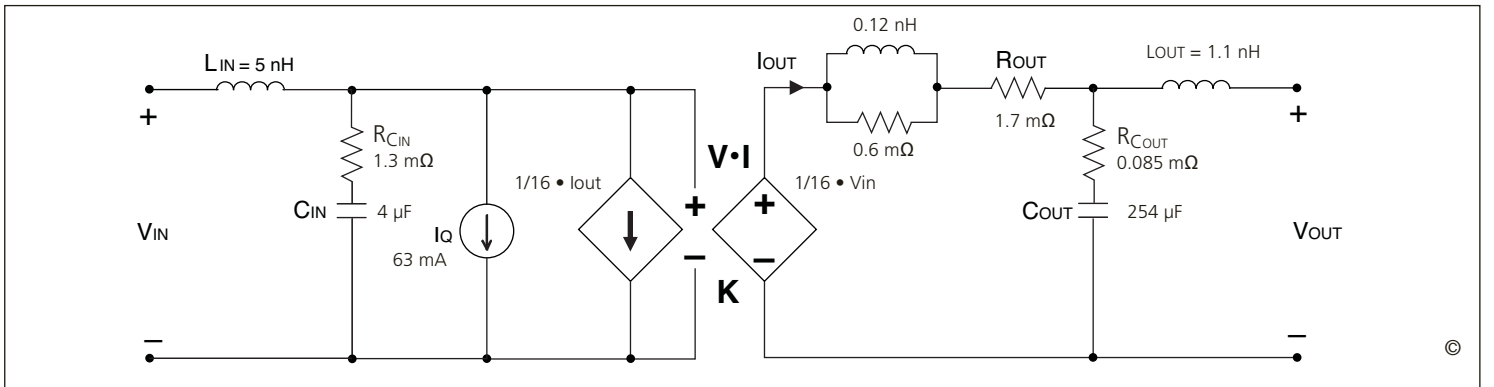 LIN = 5 nH
+
–
VIN
RCIN
1.3 mΩ
CIN
4 µF
IQ
63 mA
1/16 • Iout
+
–
V•I
K
1/16 • Vin
+
–
IOUT
0.12 nH
0.6 mΩ
ROUT
1.7 mΩ
RCOUT
0.085 mΩ
COUT
254 µF
LOUT = 1.1 nH
+
–
VOUT
©